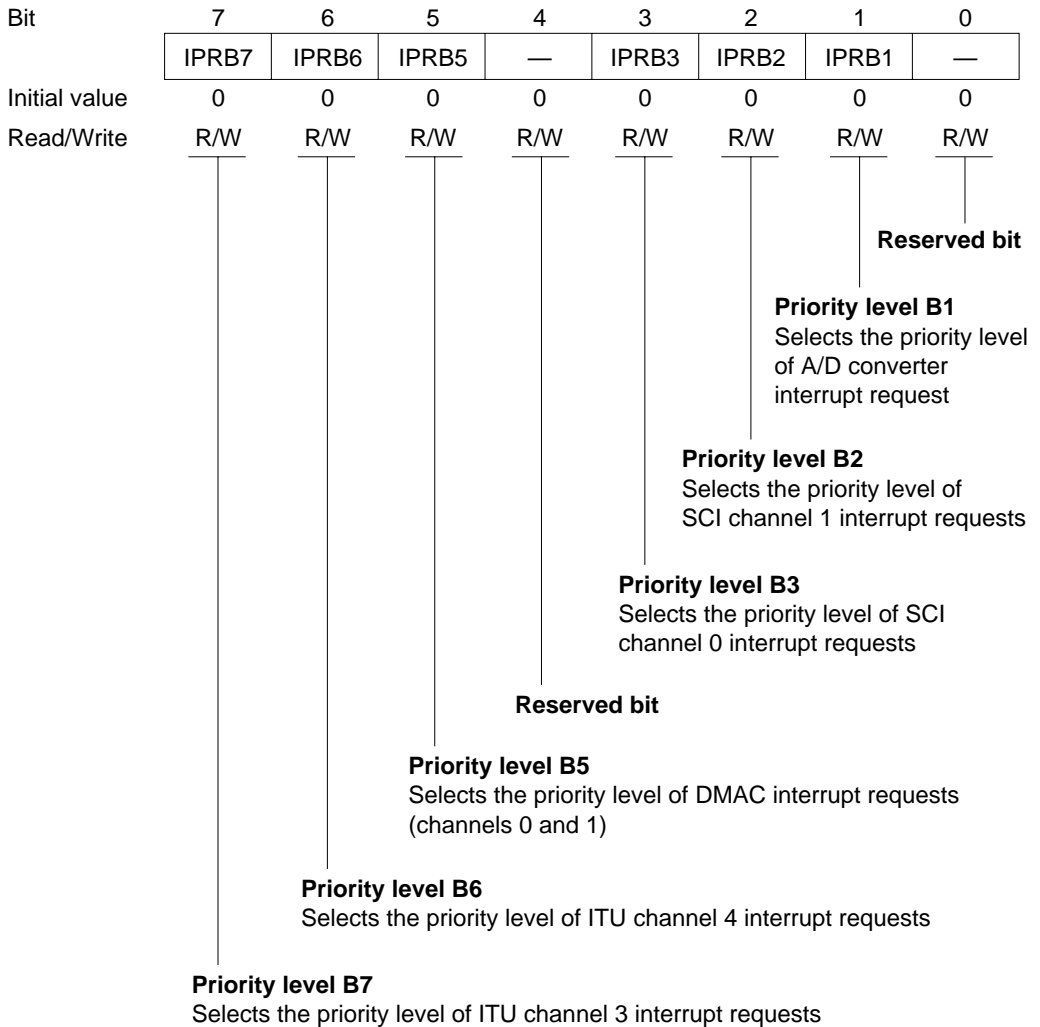 Bit 7 6 5 4 3 2 1 0
IPRB7 IPRB6 IPRB5 — IPRB3 IPRB2 IPRB1 —
Initial value 0 0 0 0 0 0 0 0
Read/Write R/W R/W R/W R/W R/W R/W R/W R/W
Reserved bit
Priority level B1
Selects the priority level
of A/D converter
interrupt request
Priority level B2
Selects the priority level of
SCI channel 1 interrupt requests
Priority level B3
Selects the priority level of SCI
channel 0 interrupt requests
Reserved bit
Priority level B5
Selects the priority level of DMAC interrupt requests
(channels 0 and 1)
Priority level B6
Selects the priority level of ITU channel 4 interrupt requests
Priority level B7
Selects the priority level of ITU channel 3 interrupt requests